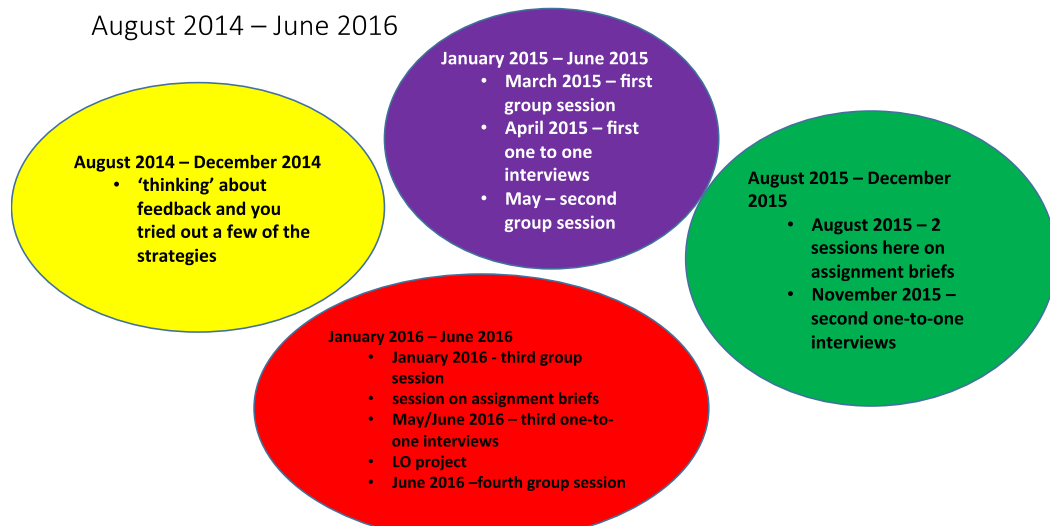 August 2014 – June 2016
August 2014 – December 2014
• ‘thinking’ about
feedback and you
tried out a few of the
strategies
January 2015 – June 2015
• March 2015 – first
group session
• April 2015 – first
one to one
interviews
• May – second
group session
August 2015 – December
2015
• August 2015 – 2
sessions here on
assignment briefs
• November 2015 –
second one-to-one
interviews
January 2016 – June 2016
• January 2016 - third group
session
• session on assignment briefs
• May/June 2016 – third one-to-
one interviews
• LO project
• June 2016 –fourth group session